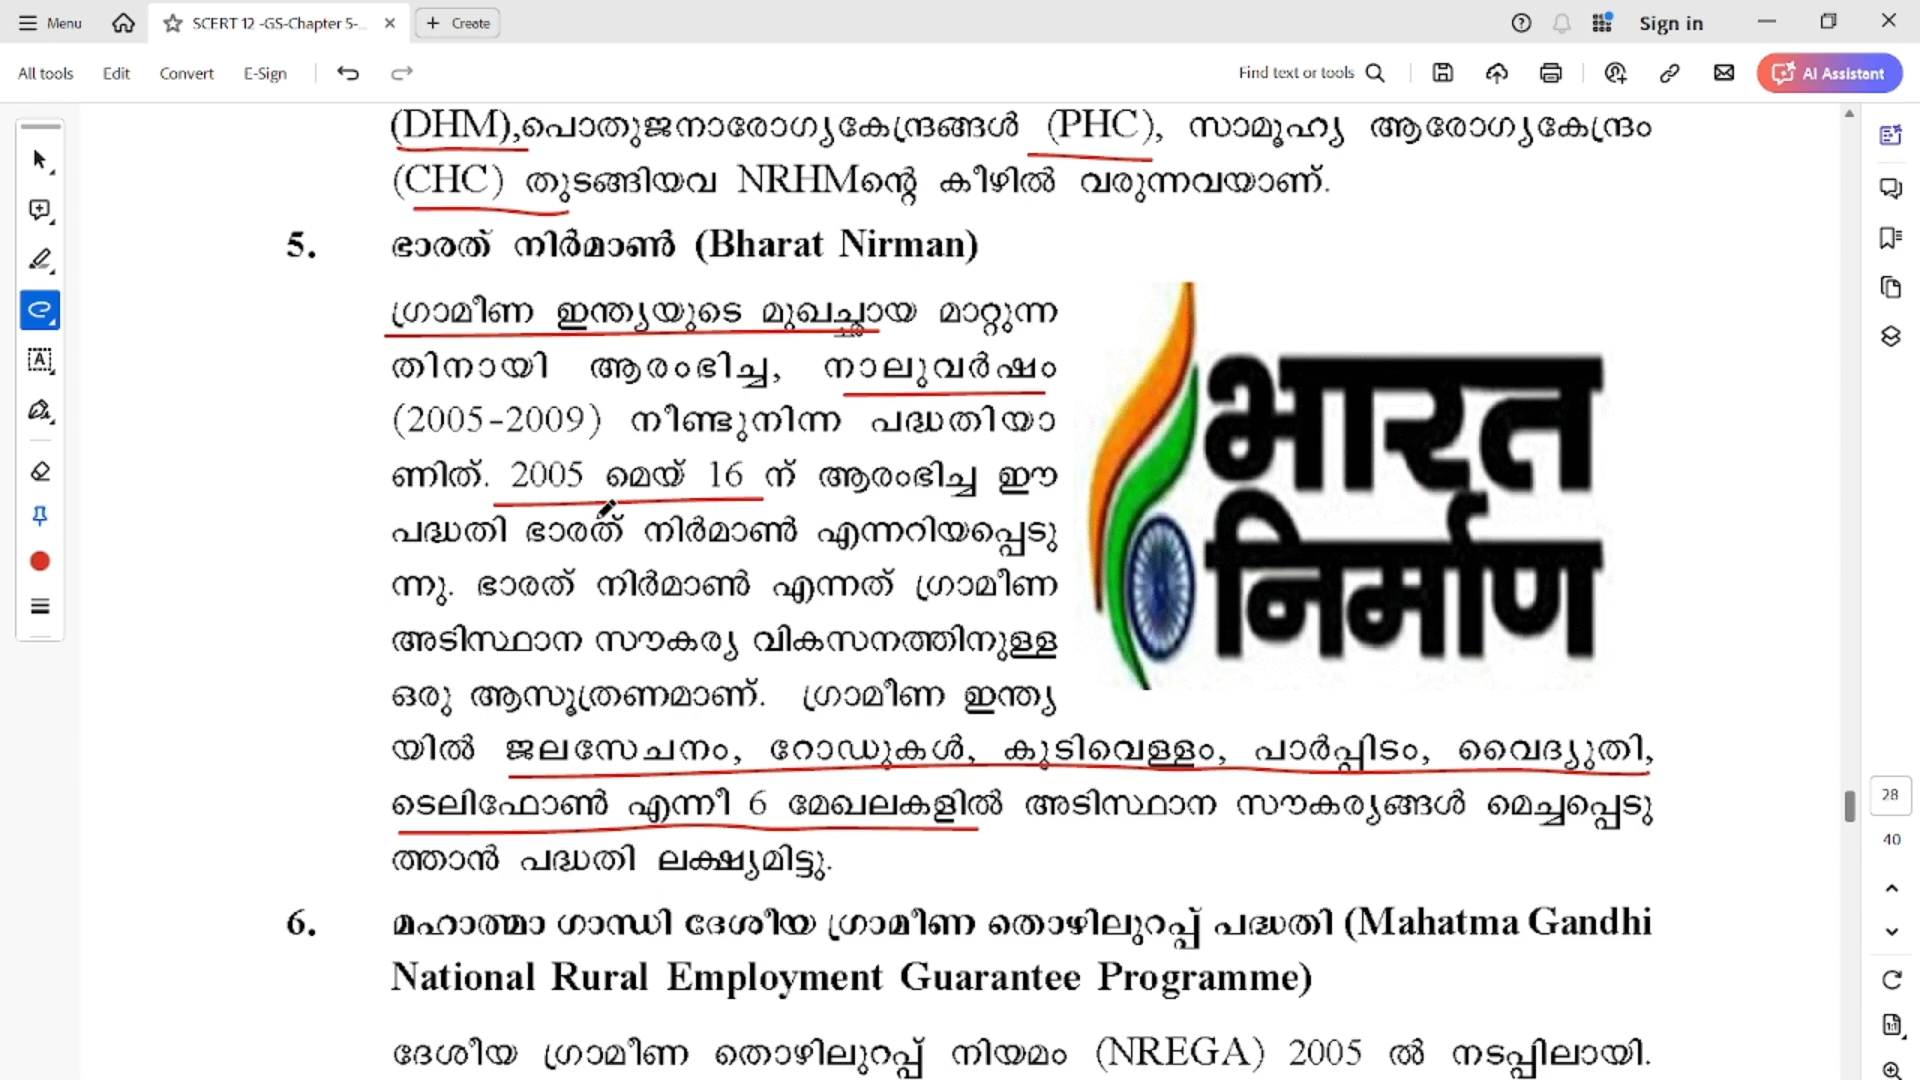 Menu
SCERT 12 -GS-Chapter 5-...
Create
Sign in
All tools
Edit
Convert
E-Sign
Find text or tools
AI Assistant
(DHM),പൊതുജനാരോഗ്യകേന്ദ്രങ്ങൾ (PHC), സാമൂഹ്യ ആരോഗ്യകേന്ദ്രം
(CHC) തുടങ്ങിയവ NRHMന്റെ കീഴിൽ വരുന്നവയാണ്.
5. ഭാരത് നിർമാൺ (Bharat Nirman)
ഗ്രാമീണ ഇന്ത്യയുടെ മുഖച്ഛായ മാറ്റുന്ന
തിനായി ആരംഭിച്ച, നാലുവർഷം
(2005-2009) നീണ്ടുനിന്ന പദ്ധതിയാ
ണിത്. 2005 മെയ് 16 ന് ആരംഭിച്ച ഈ
പദ്ധതി ഭാരത് നിർമാൺ എന്നറിയപ്പെടു
ന്നു. ഭാരത് നിർമാൺ എന്നത് ഗ്രാമീണ
അടിസ്ഥാന സൗകര്യ വികസനത്തിനുള്ള
ഒരു ആസൂത്രണമാണ്. ഗ്രാമീണ ഇന്ത്യ
भारत
निर्माण
യിൽ ജലസേചനം, റോഡുകൾ, കുടിവെള്ളം, പാർപ്പിടം, വൈദ്യുതി,
ടെലിഫോൺ എന്നീ 6 മേഖലകളിൽ അടിസ്ഥാന സൗകര്യങ്ങൾ മെച്ചപ്പെടു
ത്താൻ പദ്ധതി ലക്ഷ്യമിട്ടു.
6. മഹാത്മാ ഗാന്ധി ദേശീയ ഗ്രാമീണ തൊഴിലുറപ്പ് പദ്ധതി (Mahatma Gandhi
National Rural Employment Guarantee Programme)
ദേശീയ ഗ്രാമീണ തൊഴിലുറപ്പ് നിയമം (NREGA) 2005 ൽ നടപ്പിലായി.
28
40